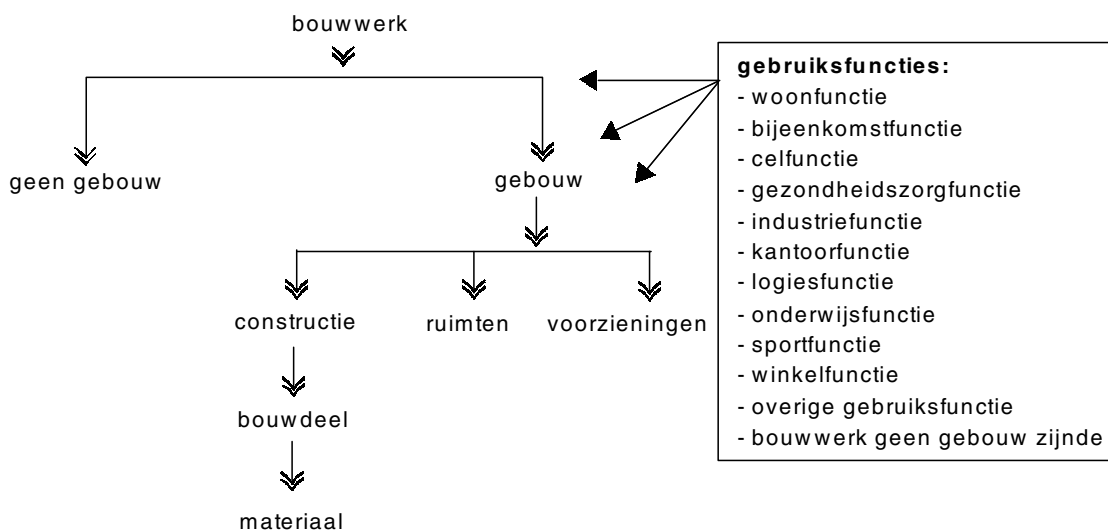 bouwwerk
geen gebouw
gebouw
constructie
ruimten
voorzieningen
bouwdeel
materiaal
gebruiksfuncties:
- woonfunctie
- bijeenkomstfunctie
- celfunctie
- gezondheidszorgfunctie
- industriefunctie
- kantoorfunctie
- logiesfunctie
- onderwijsfunctie
- sportfunctie
- winkelfunctie
- overige gebruiksfunctie
- bouwwerk geen gebouw zijnde